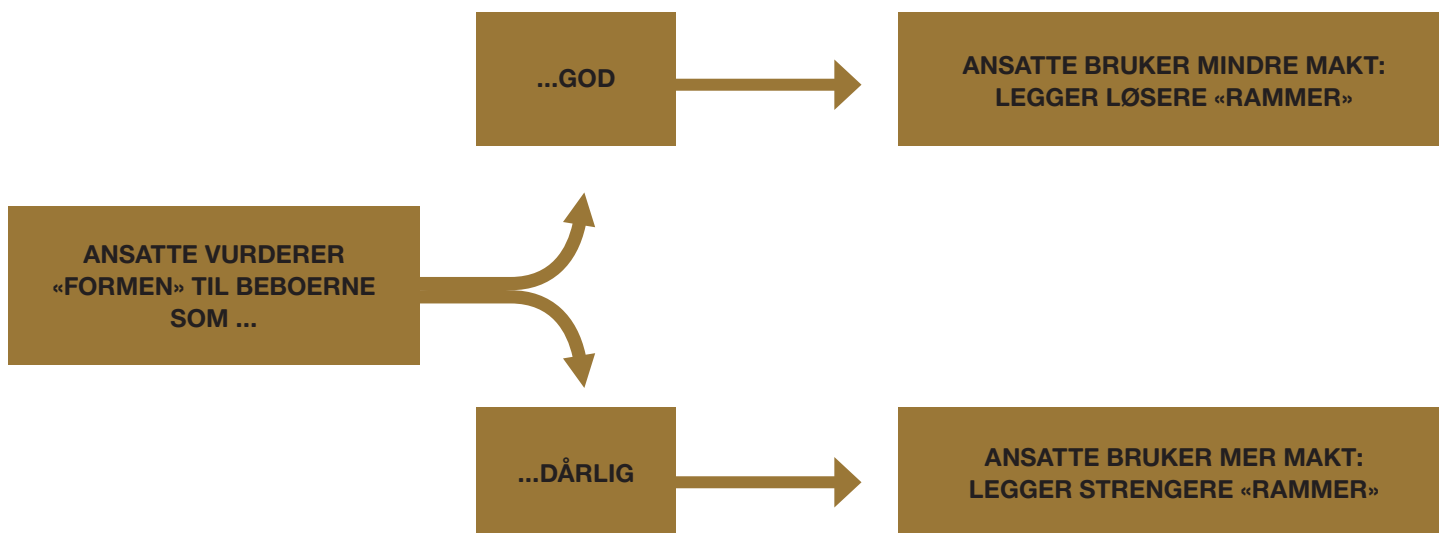 ...GOD
ANSATTE BRUKER MINDRE MAKT:
LEGGER LØSERE «RAMMER»
ANSATTE VURDERER
«FORMEN» TIL BEBOERNE
SOM ...
...DÅRLIG
ANSATTE BRUKER MER MAKT:
LEGGER STRENGERE «RAMMER»